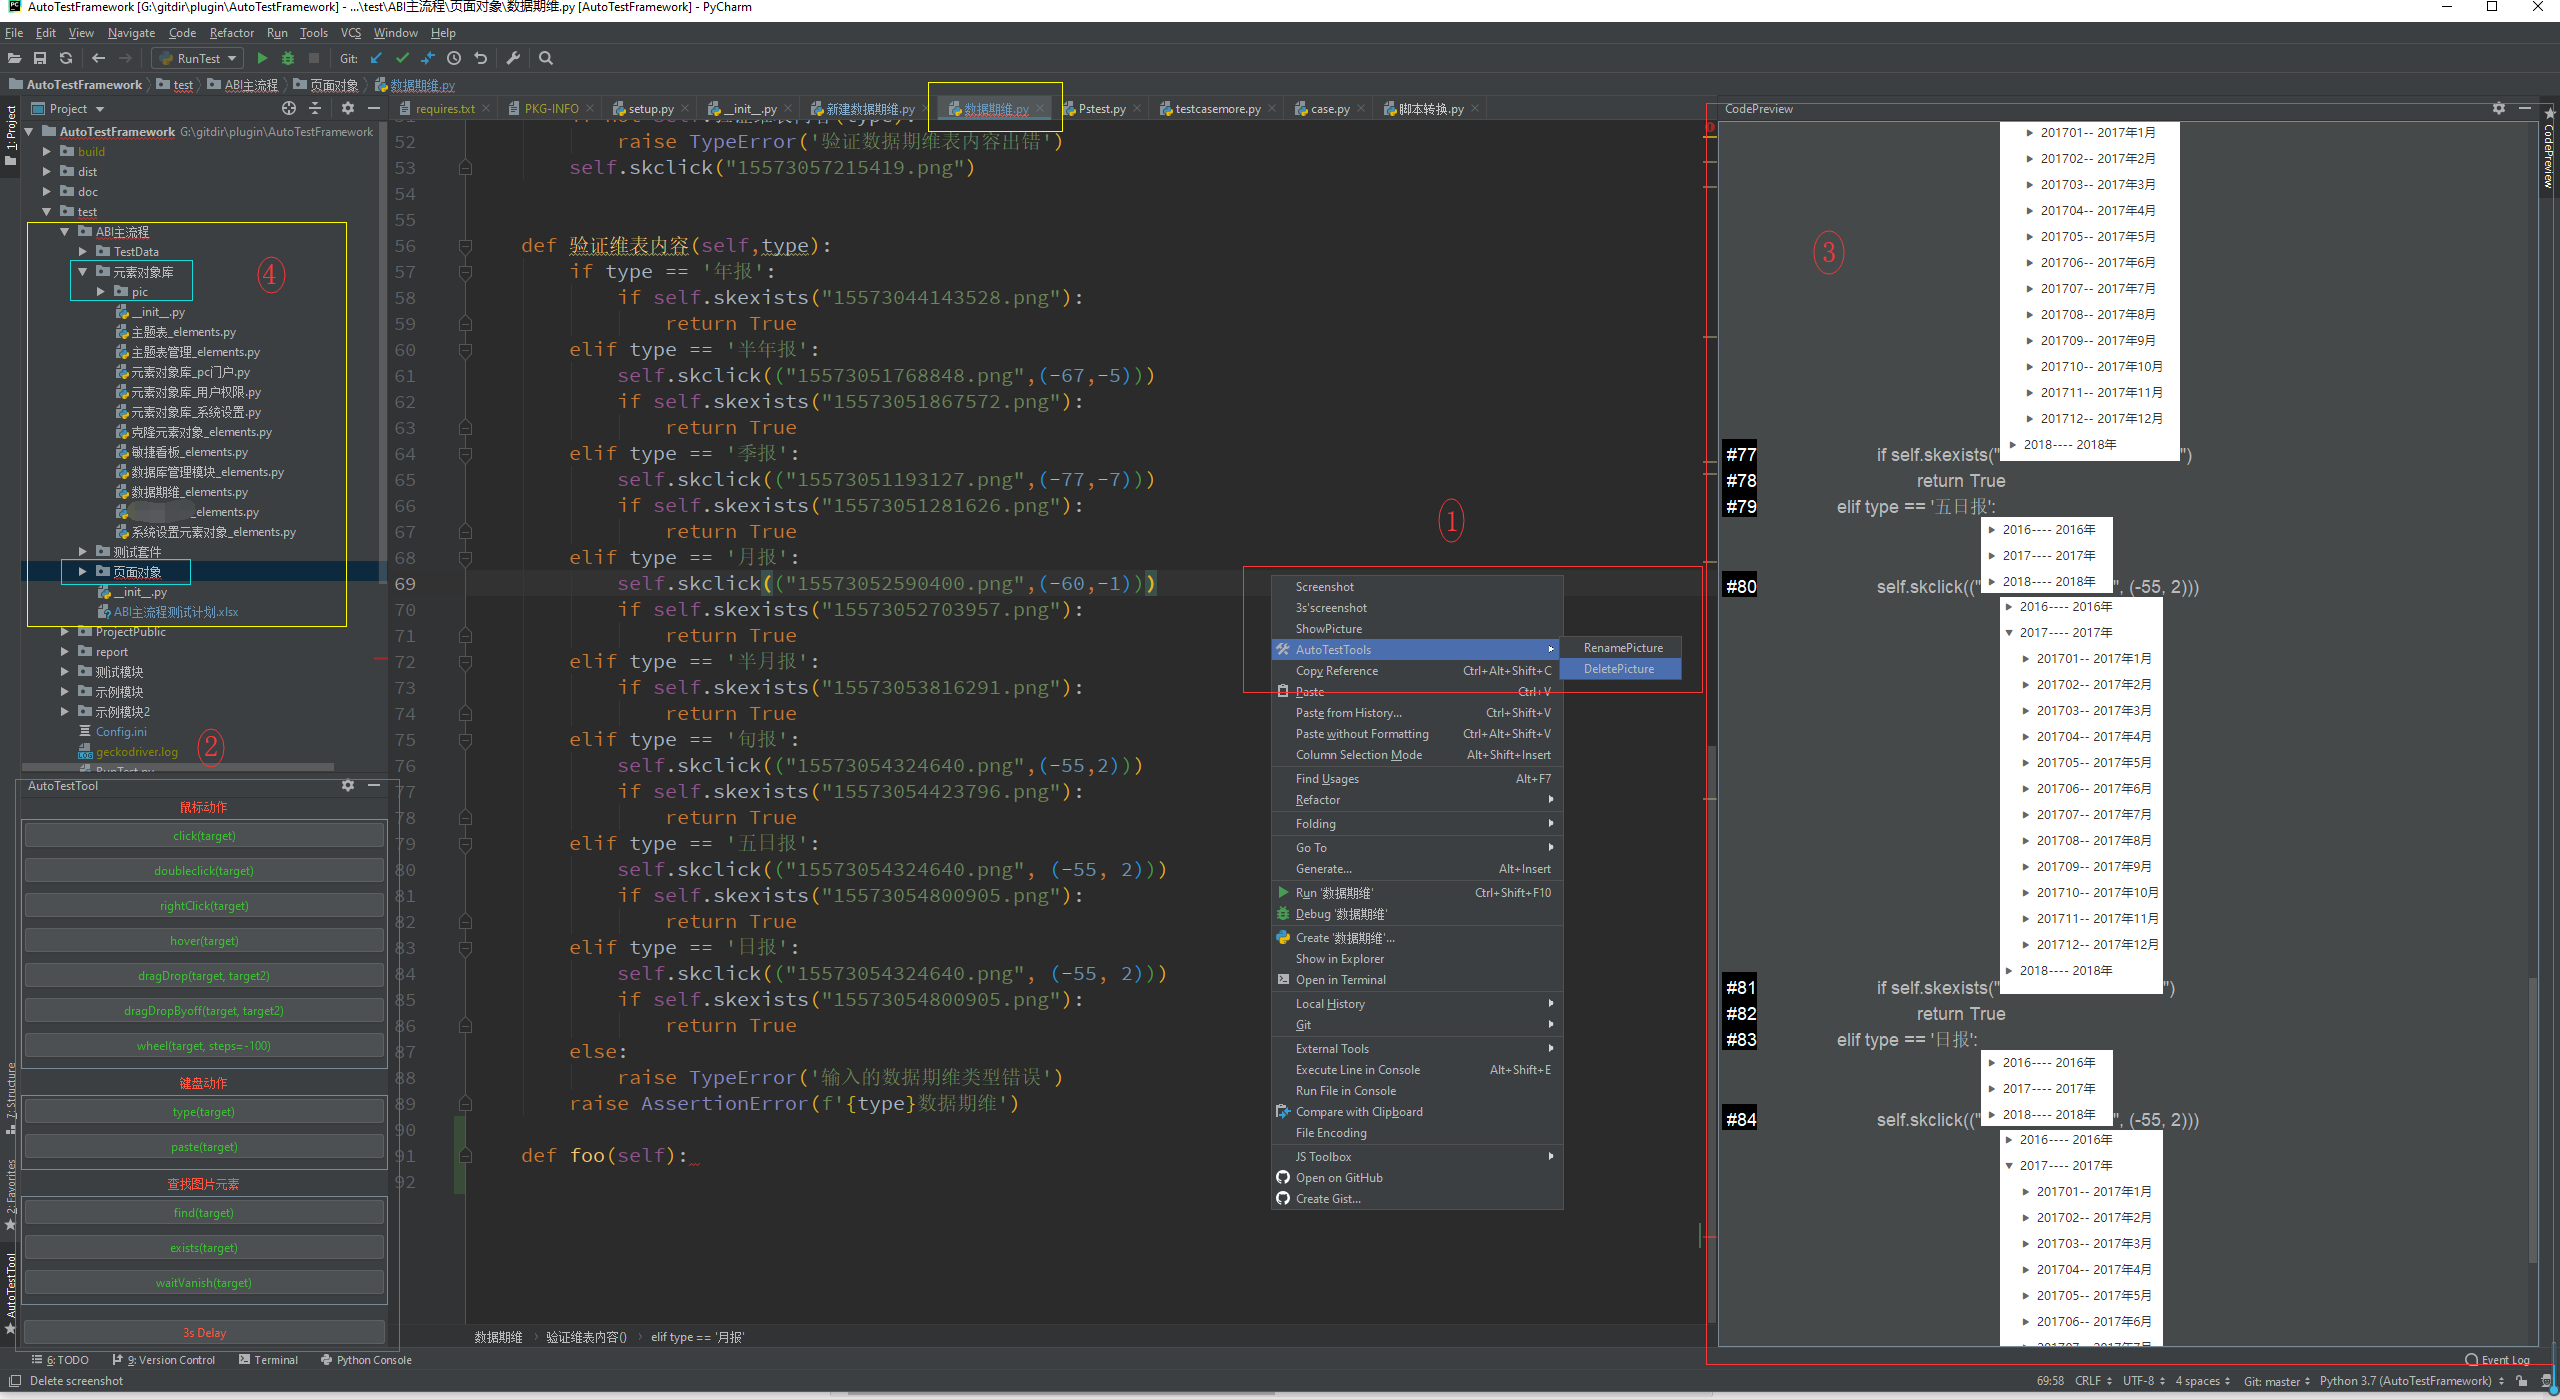 AutoTestFramework [G:\gitdir\plugin\AutoTestFramework] - ...\test\ABI主流程\页面对象\数据期维.py [AutoTestFramework] - PyCharm
File Edit View Navigate Code Refactor Run Tools VCS Window Help
RunTest Git:
AutoTestFramework test ABI主流程 页面对象 数据期维.py
1: Project
7: Structure
2: Favorites
AutoTestTool
Project
AutoTestFramework G:\gitdir\plugin\AutoTestFramework
build
dist
doc
test
ABI主流程
TestData
元素对象库
④
pic
__init__.py
主题表_elements.py
主题表管理_elements.py
元素对象库_pc门户.py
元素对象库_用户权限.py
元素对象库_系统设置.py
克隆元素对象_elements.py
敏捷看板_elements.py
数据库管理模块_elements.py
数据期维_elements.py
_elements.py
系统设置元素对象_elements.py
测试套件
页面对象
__init__.py
ABI主流程测试计划.xlsx
ProjectPublic
report
测试模块
示例模块
示例模块2
Config.ini
②
geckodriver.log
RunTest.py
AutoTestTool
鼠标动作
click(target)
doubleclick(target)
rightClick(target)
hover(target)
dragDrop(target, target2)
dragDropByoff(target, target2)
wheel(target, steps=-100)
键盘动作
type(target)
paste(target)
查找图片元素
find(target)
exists(target)
waitVanish(target)
3s Delay
requires.txt PKG-INFO setup.py __init__.py 新建数据期维.py 数据期维.py Pstest.py testcasemore.py case.py 脚本转换.py
52 raise TypeError('验证数据期维表内容出错')
53 self.skclick("15573057215419.png")
54
55
56 def 验证维表内容(self,type):
57 if type == '年报':
58 if self.skexists("15573044143528.png"):
59 return True
60 elif type == '半年报':
61 self.skclick(("15573051768848.png",(-67,-5)))
62 if self.skexists("15573051867572.png"):
63 return True
64 elif type == '季报':
65 self.skclick(("15573051193127.png",(-77,-7)))
66 if self.skexists("15573051281626.png"):
67 return True
68 elif type == '月报':
69 self.skclick(("15573052590400.png",(-60,-1)))
70 if self.skexists("15573052703957.png"):
71 return True
72 elif type == '半月报':
73 if self.skexists("15573053816291.png"):
74 return True
75 elif type == '旬报':
76 self.skclick(("15573054324640.png",(-55,2)))
77 if self.skexists("15573054423796.png"):
78 return True
79 elif type == '五日报':
80 self.skclick(("15573054324640.png", (-55, 2)))
81 if self.skexists("15573054800905.png"):
82 return True
83 elif type == '日报':
84 self.skclick(("15573054324640.png", (-55, 2)))
85 if self.skexists("15573054800905.png"):
86 return True
87 else:
88 raise TypeError('输入的数据期维类型错误')
89 raise AssertionError(f'{type}数据期维')
90
91 def foo(self):
92
①
Screenshot
3s'screenshot
ShowPicture
AutoTestTools
RenamePicture
DeletePicture
Copy Reference Ctrl+Alt+Shift+C
Paste Ctrl+V
Paste from History... Ctrl+Shift+V
Paste without Formatting Ctrl+Alt+Shift+V
Column Selection Mode Alt+Shift+Insert
Find Usages Alt+F7
Refactor
Folding
Go To
Generate... Alt+Insert
Run '数据期维' Ctrl+Shift+F10
Debug '数据期维'
Create '数据期维'...
Show in Explorer
Open in Terminal
Local History
Git
External Tools
Execute Line in Console Alt+Shift+E
Run File in Console
Compare with Clipboard
File Encoding
JS Toolbox
Open on GitHub
Create Gist...
数据期维 验证维表内容() elif type == '月报'
CodePreview
CodePreview
③
201701-- 2017年1月
201702-- 2017年2月
201703-- 2017年3月
201704-- 2017年4月
201705-- 2017年5月
201706-- 2017年6月
201707-- 2017年7月
201708-- 2017年8月
201709-- 2017年9月
201710-- 2017年10月
201711-- 2017年11月
201712-- 2017年12月
2018---- 2018年
#77 if self.skexists(" ")
#78 return True
#79 elif type == '五日报':
2016---- 2016年
2017---- 2017年
2018---- 2018年
#80 self.skclick((" ", (-55, 2)))
2016---- 2016年
2017---- 2017年
201701-- 2017年1月
201702-- 2017年2月
201703-- 2017年3月
201704-- 2017年4月
201705-- 2017年5月
201706-- 2017年6月
201707-- 2017年7月
201708-- 2017年8月
201709-- 2017年9月
201710-- 2017年10月
201711-- 2017年11月
201712-- 2017年12月
2018---- 2018年
#81 if self.skexists(" ")
#82 return True
#83 elif type == '日报':
2016---- 2016年
2017---- 2017年
2018---- 2018年
#84 self.skclick((" ", (-55, 2)))
2016---- 2016年
2017---- 2017年
201701-- 2017年1月
201702-- 2017年2月
201703-- 2017年3月
201704-- 2017年4月
201705-- 2017年5月
201706-- 2017年6月
6: TODO 9: Version Control Terminal Python Console Event Log
Delete screenshot 69:58 CRLF UTF-8 4 spaces Git: master Python 3.7 (AutoTestFramework)